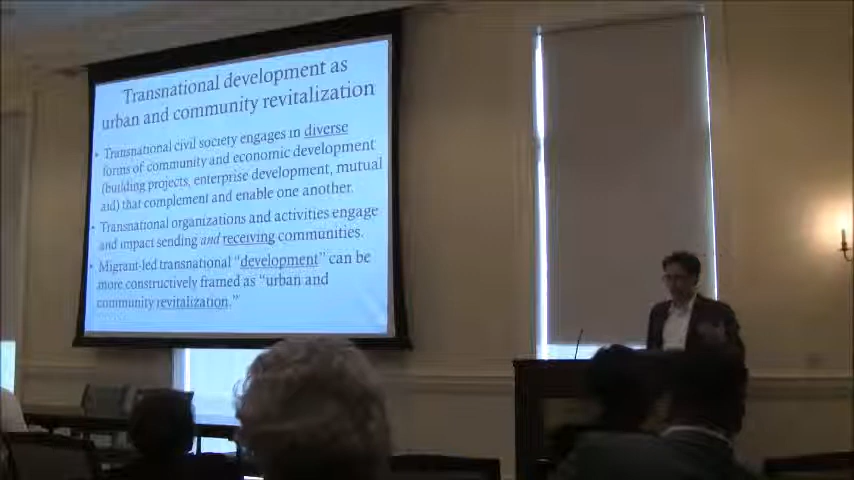 Transnational development as
urban and community revitalization
• Transnational civil society engages in diverse
forms of community and economic development
(building projects, enterprise development, mutual
aid) that complement and enable one another.
• Transnational organizations and activities engage
and impact sending and receiving communities.
• Migrant-led transnational “development” can be
more constructively framed as “urban and
community revitalization.”